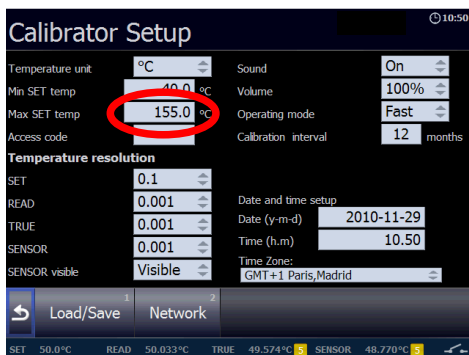 10:50
Calibrator Setup
Temperature unit °C
Min SET temp °C
Max SET temp 155.0 °C
Access code
Temperature resolution
SET 0.1
READ 0.001
TRUE 0.001
SENSOR 0.001
SENSOR visible Visible
Sound On
Volume 100%
Operating mode Fast
Calibration interval 12 months
Date and time setup
Date (y-m-d) 2010-11-29
Time (h.m) 10.50
Time Zone:
GMT+1 Paris,Madrid
Load/Save 1
Network 2
SET 50.0°C READ 50.033°C TRUE 49.574°C 5 SENSOR 48.770°C 5